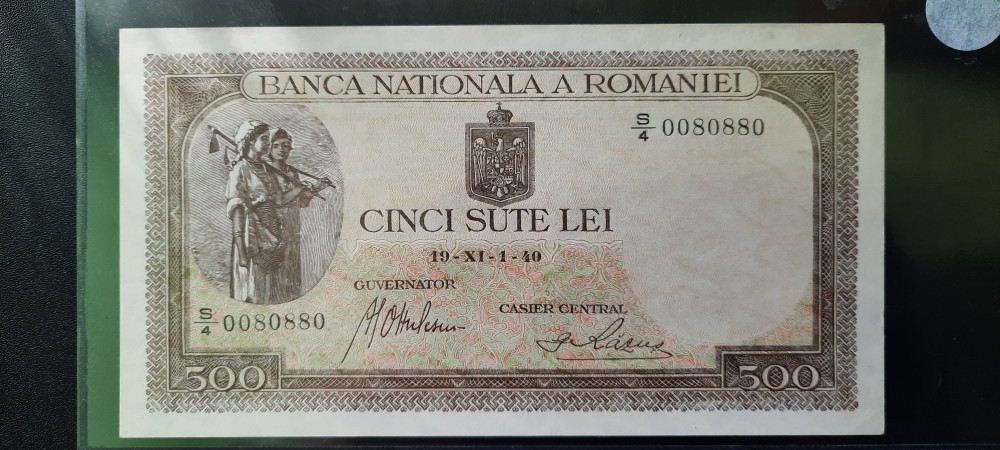 BANCA NATIONALA A ROMANIEI
S/4 0080880
CINCI SUTE LEI
19-XI-1-40
GUVERNATOR
CASIER CENTRAL
S/4 0080880
500
500